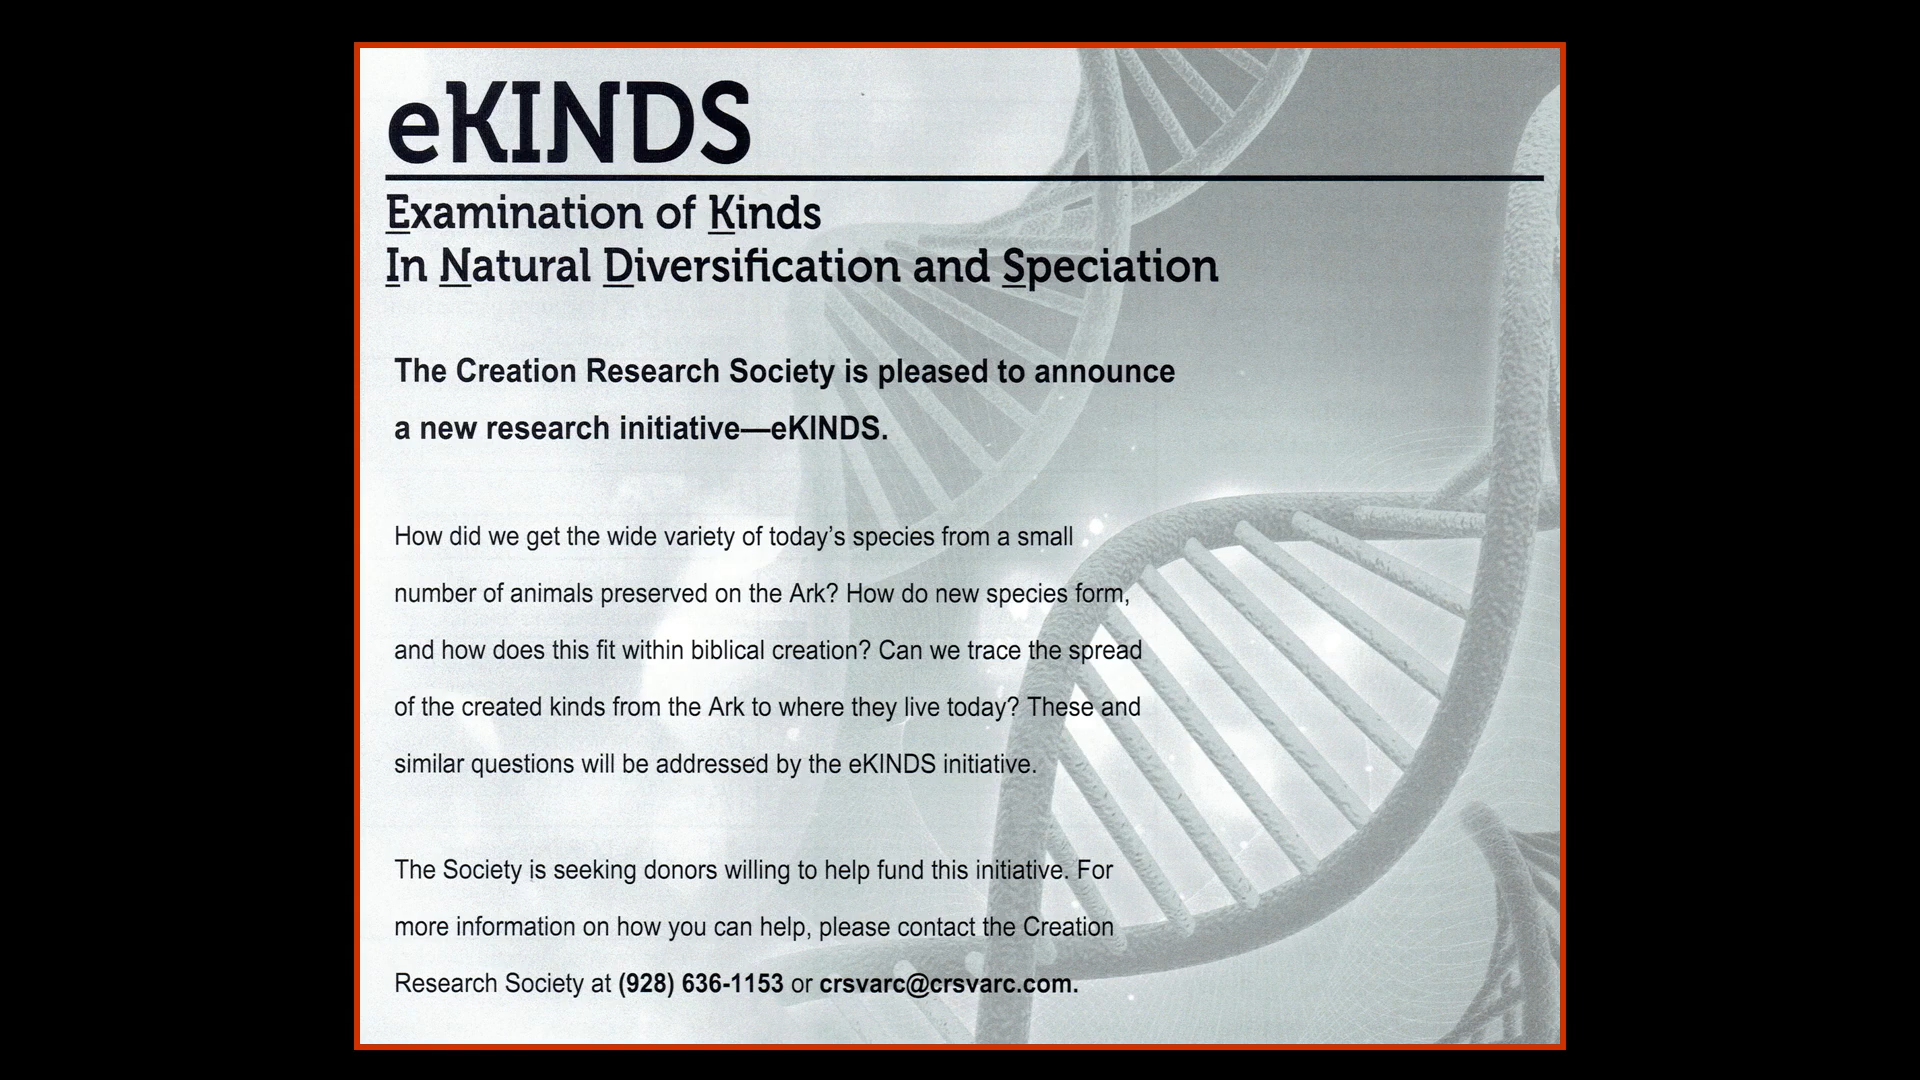 eKINDS
Examination of Kinds
In Natural Diversification and Speciation
The Creation Research Society is pleased to announce
a new research initiative—eKINDS.
How did we get the wide variety of today’s species from a small
number of animals preserved on the Ark? How do new species form,
and how does this fit within biblical creation? Can we trace the spread
of the created kinds from the Ark to where they live today? These and
similar questions will be addressed by the eKINDS initiative.
The Society is seeking donors willing to help fund this initiative. For
more information on how you can help, please contact the Creation
Research Society at (928) 636-1153 or crsvarc@crsvarc.com.